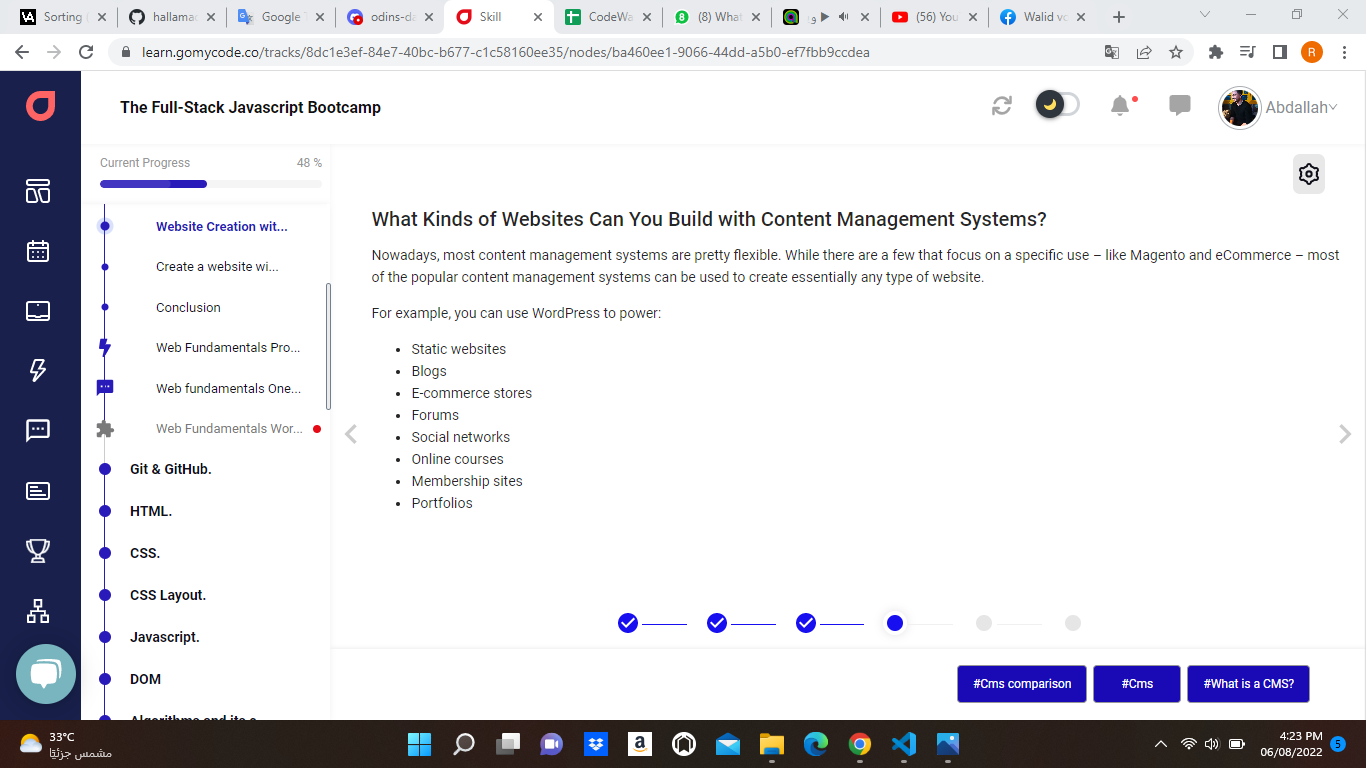 Sorting
hallamac
Google T
odins-da
Skill
CodeWa
(8) What
(56) You
Walid vo
learn.gomycode.co/tracks/8dc1e3ef-84e7-40bc-b677-c1c58160ee35/nodes/ba460ee1-9066-44dd-a5b0-ef7fbb9ccdea
R
The Full-Stack Javascript Bootcamp
Abdallah
Current Progress
48 %
Website Creation wit...
Create a website wi...
Conclusion
Web Fundamentals Pro...
Web fundamentals One...
Web Fundamentals Wor...
Git & GitHub.
HTML.
CSS.
CSS Layout.
Javascript.
DOM
Algorithms and its c
What Kinds of Websites Can You Build with Content Management Systems?
Nowadays, most content management systems are pretty flexible. While there are a few that focus on a specific use – like Magento and eCommerce – most
of the popular content management systems can be used to create essentially any type of website.
For example, you can use WordPress to power:
Static websites
Blogs
E-commerce stores
Forums
Social networks
Online courses
Membership sites
Portfolios
#Cms comparison
#Cms
#What is a CMS?
33°C
مشمس جزئيًا
4:23 PM
06/08/2022
5